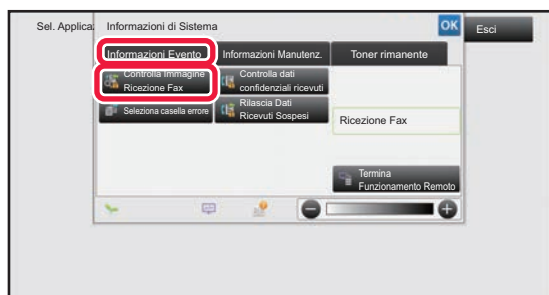 Sel. Applica
Informazioni di Sistema
OK
Esci
Informazioni Evento
Informazioni Manutenz.
Toner rimanente
Controlla Immagine
Ricezione Fax
Controlla dati
confidenziali ricevuti
Seleziona casella errore
Rilascia Dati
Ricevuti Sospesi
Ricezione Fax
Termina
Funzionamento Remoto